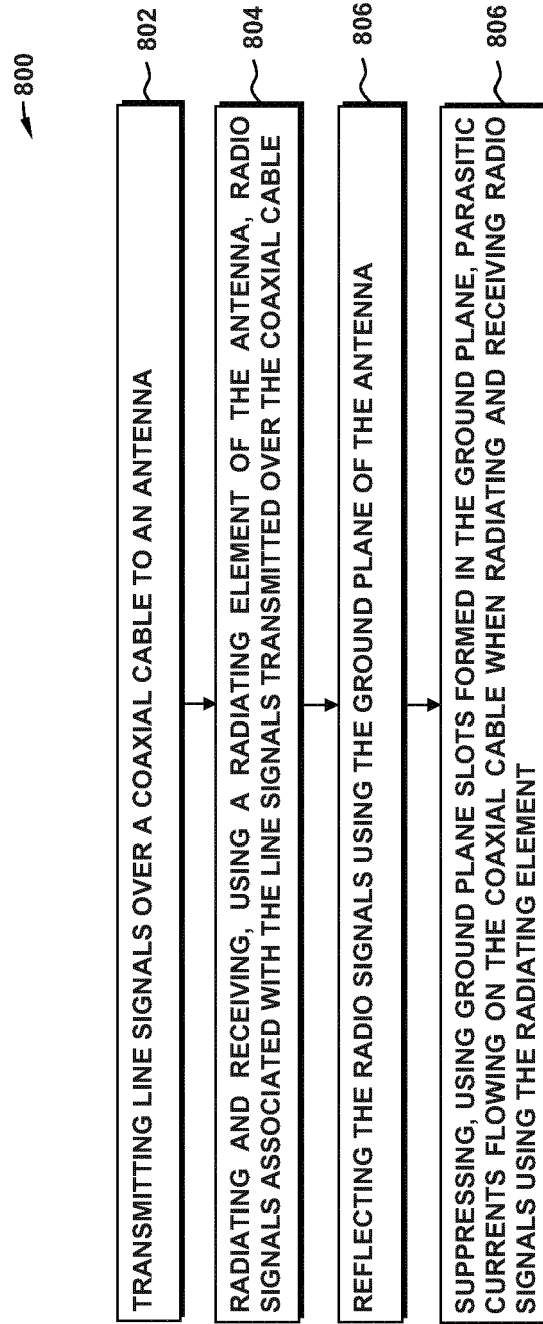 800
TRANSMITTING LINE SIGNALS OVER A COAXIAL CABLE TO AN ANTENNA
802
RADIATING AND RECEIVING, USING A RADIATING ELEMENT OF THE ANTENNA, RADIO
SIGNALS ASSOCIATED WITH THE LINE SIGNALS TRANSMITTED OVER THE COAXIAL CABLE
804
REFLECTING THE RADIO SIGNALS USING THE GROUND PLANE OF THE ANTENNA
806
SUPPRESSING, USING GROUND PLANE SLOTS FORMED IN THE GROUND PLANE, PARASITIC
CURRENTS FLOWING ON THE COAXIAL CABLE WHEN RADIATING AND RECEIVING RADIO
SIGNALS USING THE RADIATING ELEMENT
806